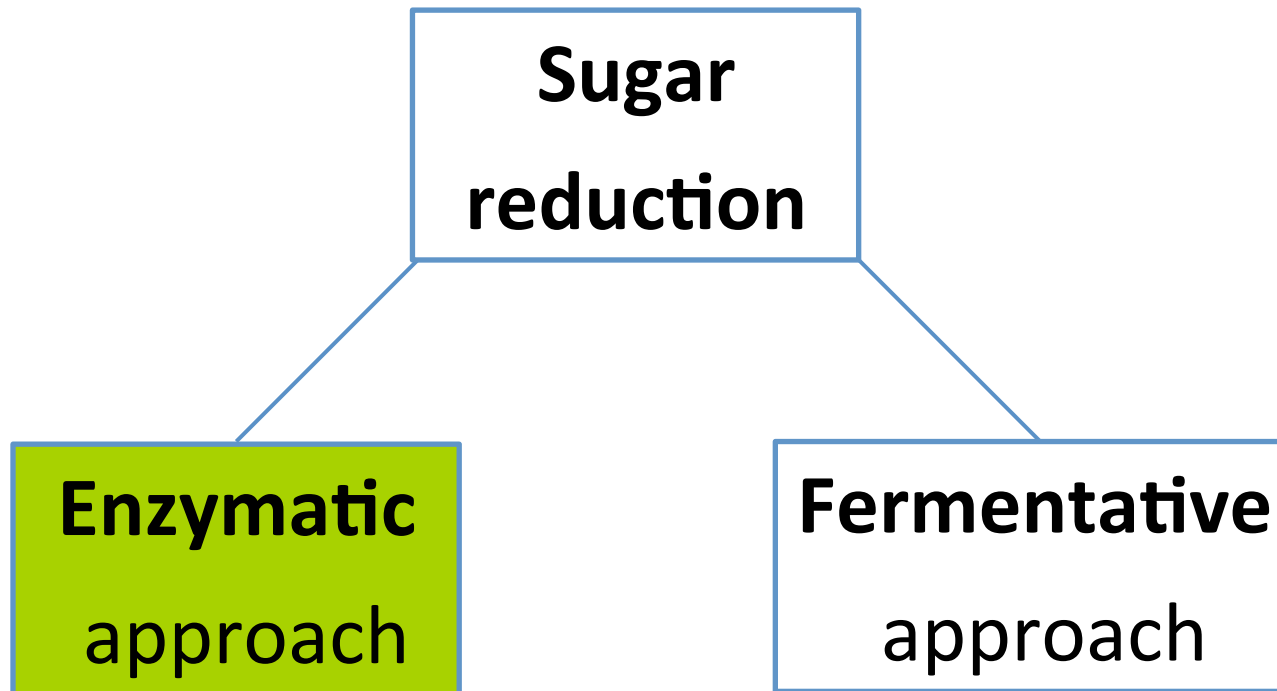 Sugar
reduction
Enzymatic
approach
Fermentative
approach